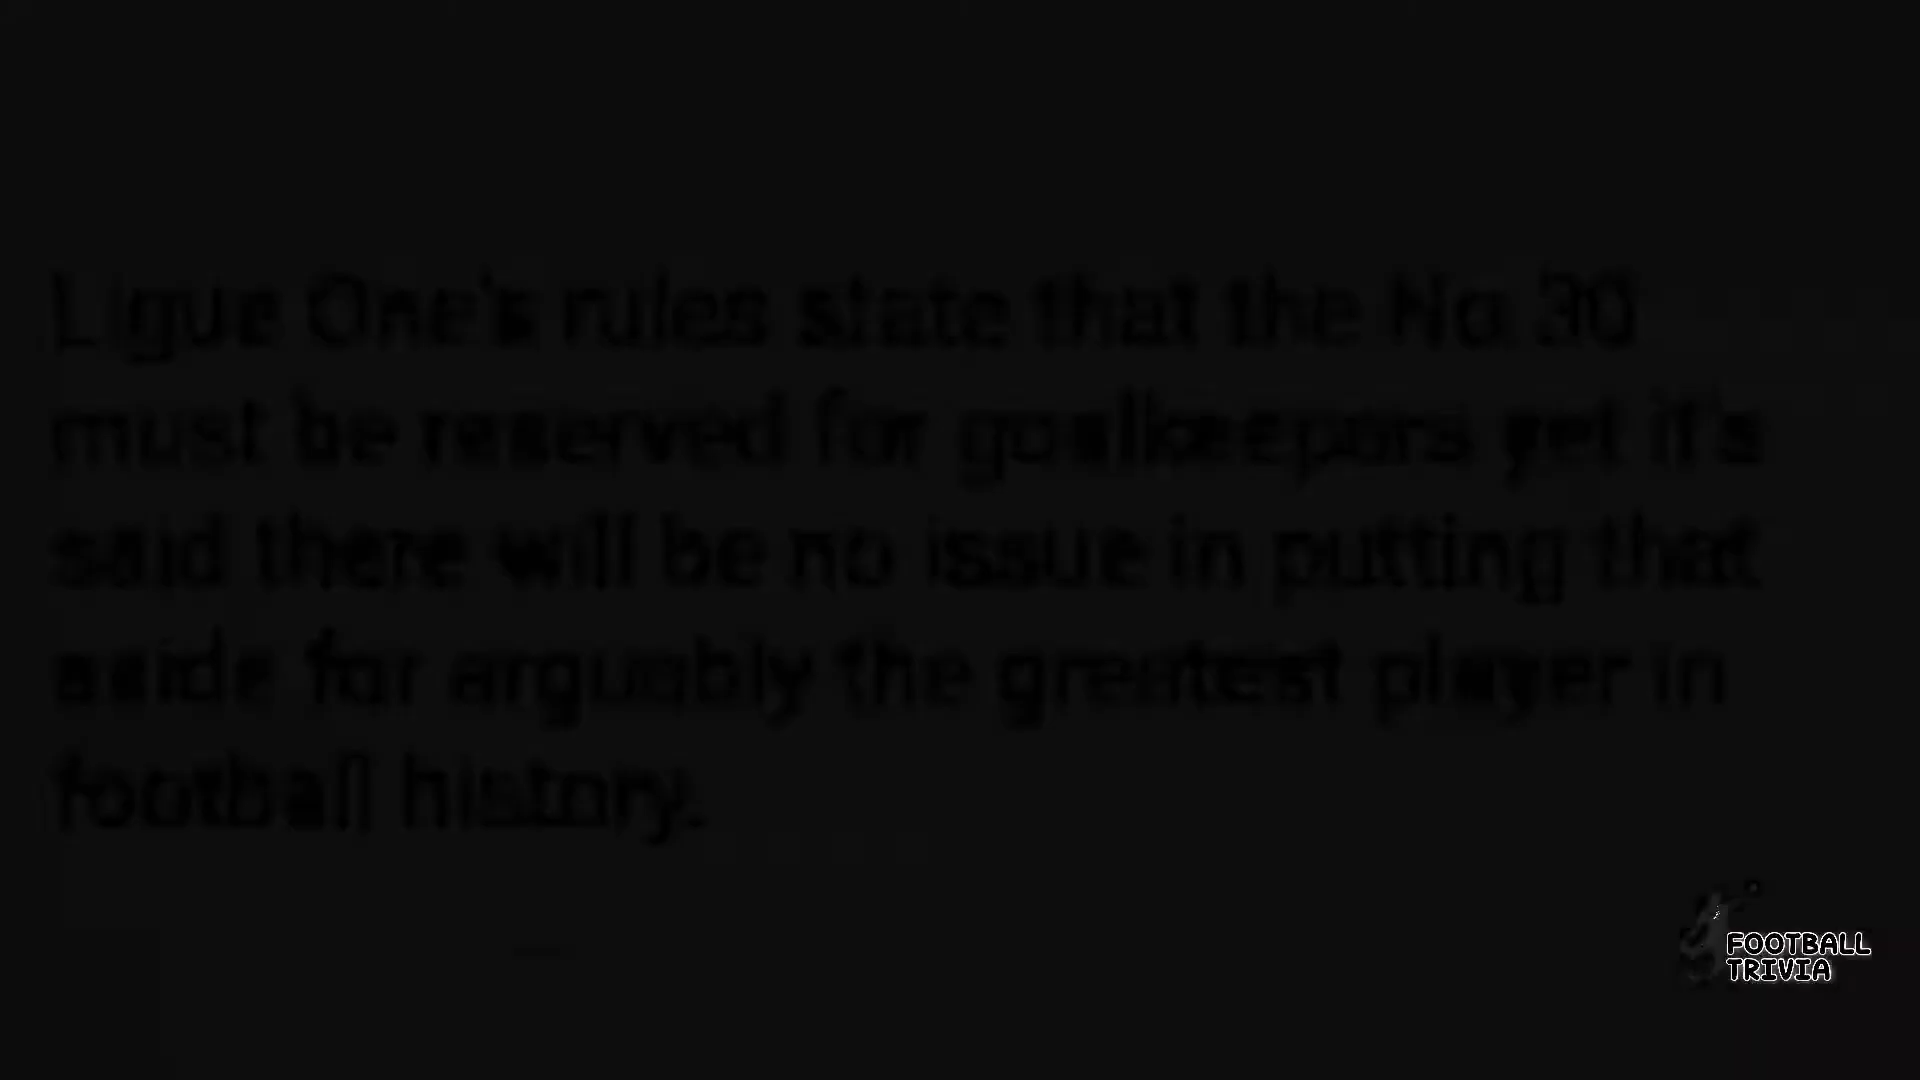 Ligue One's rules state that the No 30
must be reserved for goalkeepers yet it's
said there will be no issue in putting that
aside for arguably the greatest player in
football history.
FOOTBALL
TRIVIA